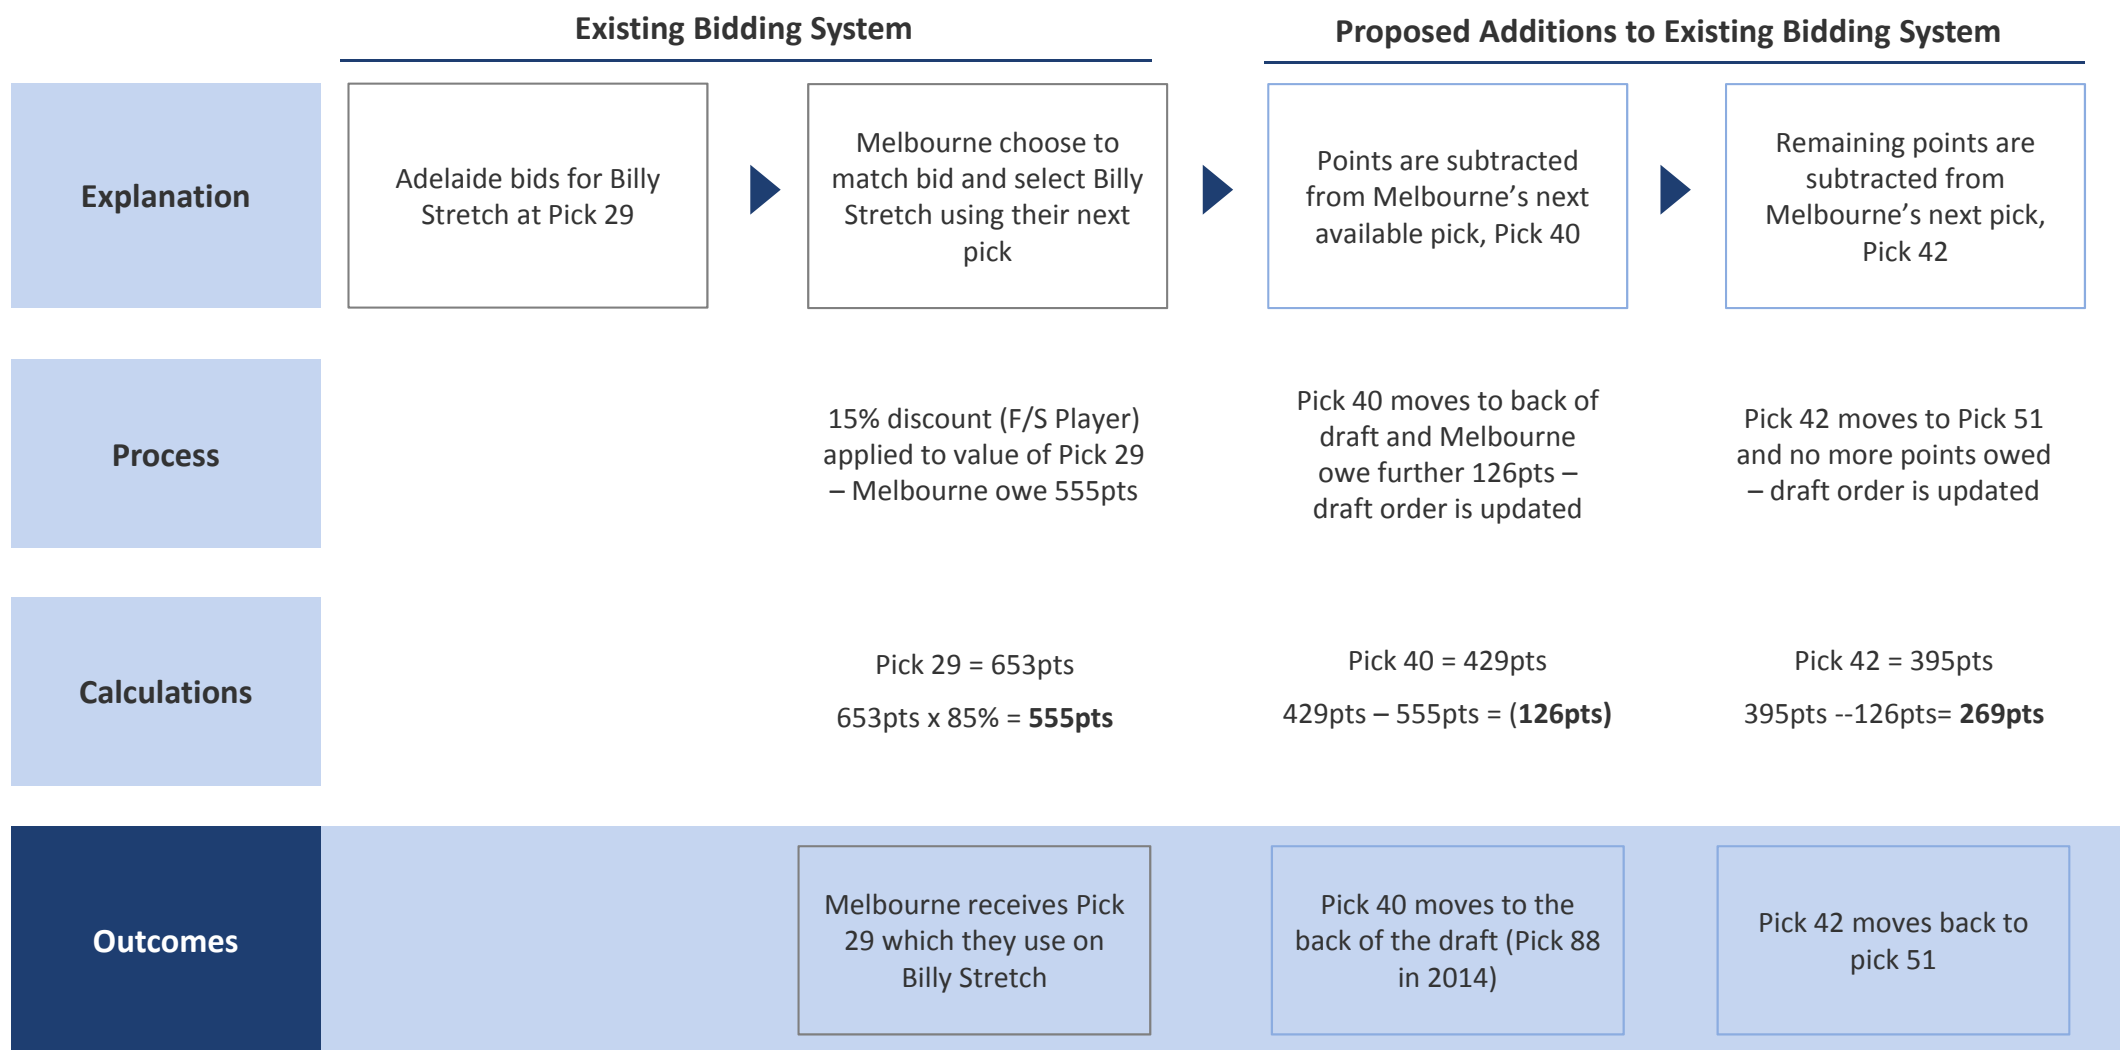 Existing Bidding System
Proposed Additions to Existing Bidding System
Explanation
Adelaide bids for Billy
Stretch at Pick 29
Melbourne choose to
match bid and select Billy
Stretch using their next
pick
Points are subtracted
from Melbourne’s next
available pick, Pick 40
Remaining points are
subtracted from
Melbourne’s next pick,
Pick 42
Process
15% discount (F/S Player)
applied to value of Pick 29
– Melbourne owe 555pts
Pick 40 moves to back of
draft and Melbourne
owe further 126pts –
draft order is updated
Pick 42 moves to Pick 51
and no more points owed
– draft order is updated
Calculations
Pick 29 = 653pts
653pts x 85% = 555pts
Pick 40 = 429pts
429pts – 555pts = (126pts)
Pick 42 = 395pts
395pts --126pts= 269pts
Outcomes
Melbourne receives Pick
29 which they use on
Billy Stretch
Pick 40 moves to the
back of the draft (Pick 88
in 2014)
Pick 42 moves back to
pick 51